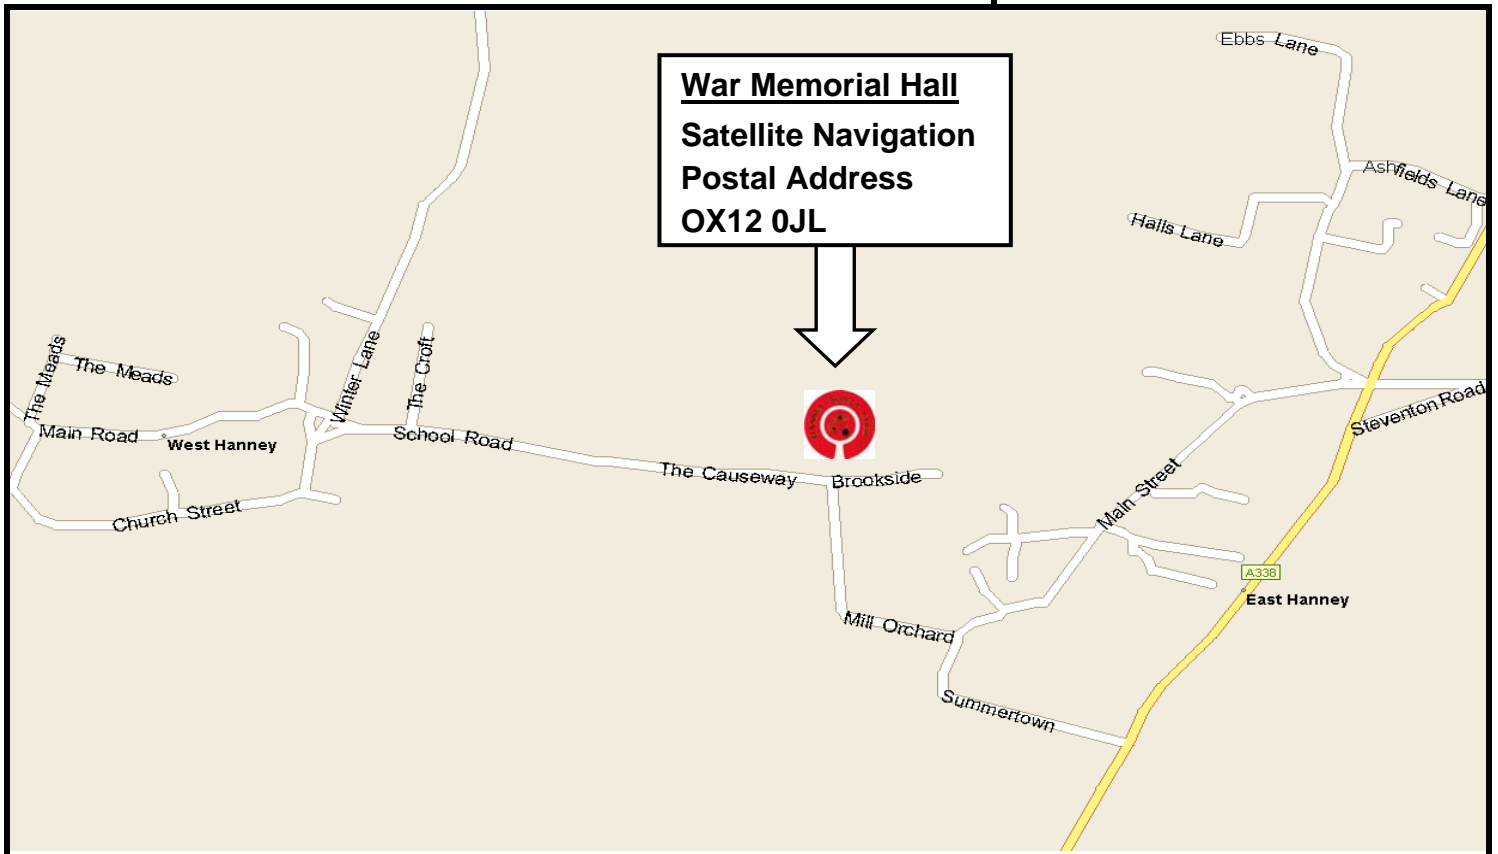 War Memorial Hall
Satellite Navigation
Postal Address
OX12 0JL
Ebbs Lane
Ashfields Lane
Halls Lane
The Meads
The Meads
Main Road
West Hanney
Winter Lane
The Croft
School Road
Church Street
The Causeway
Brookside
Mill Orchard
Summertown
Main Street
Steventon Road
A338
East Hanney